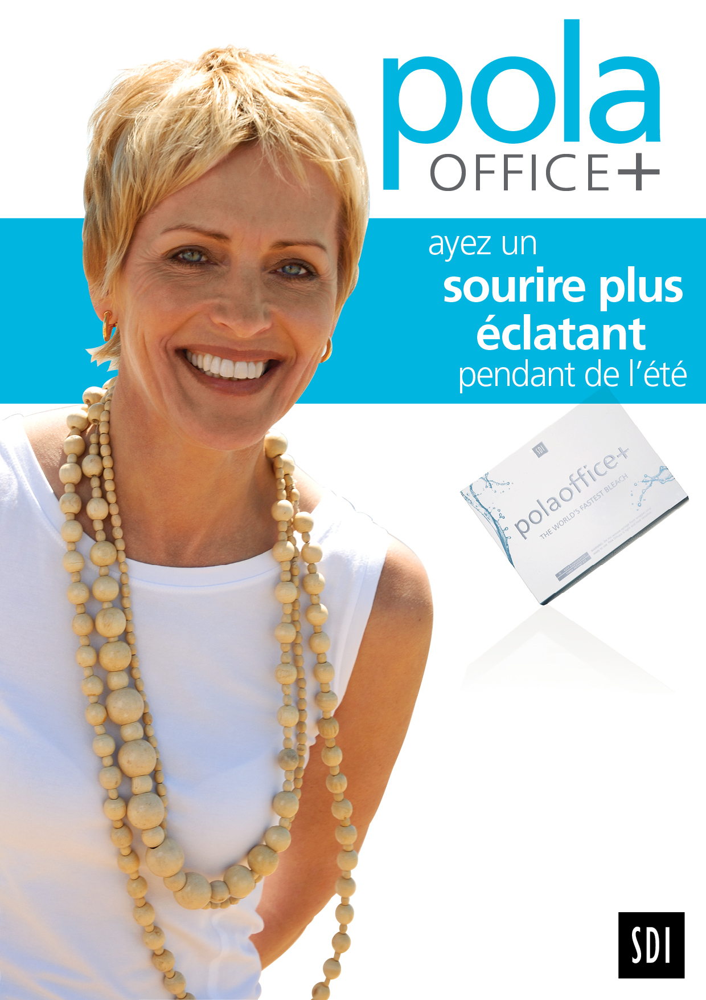 pola
OFFICE+
ayez un
sourire plus
éclatant
pendant de l'été
SDI
polaoffice+
THE WORLD'S FASTEST BLEACH
SDI